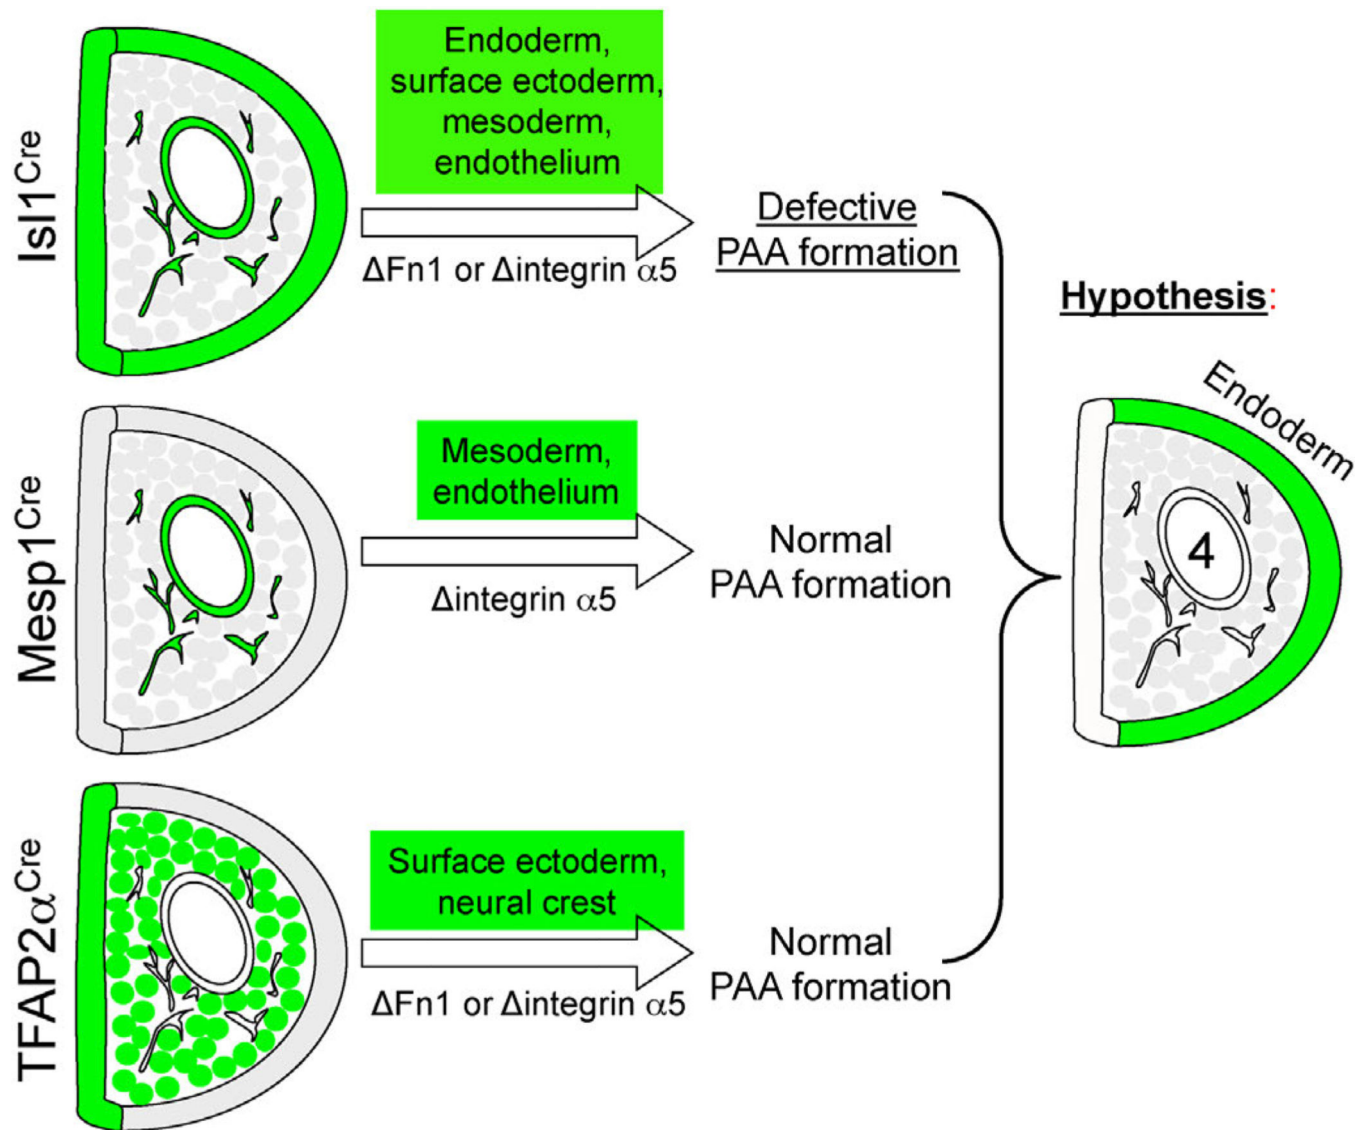 Isl1Cre
Endoderm,
surface ectoderm,
mesoderm,
endothelium
ΔFn1 or Δintegrin α5
Defective
PAA formation
Mesp1Cre
Mesoderm,
endothelium
Δintegrin α5
Normal
PAA formation
TFAP2αCre
Surface ectoderm,
neural crest
ΔFn1 or Δintegrin α5
Normal
PAA formation
Hypothesis:
Endoderm
4